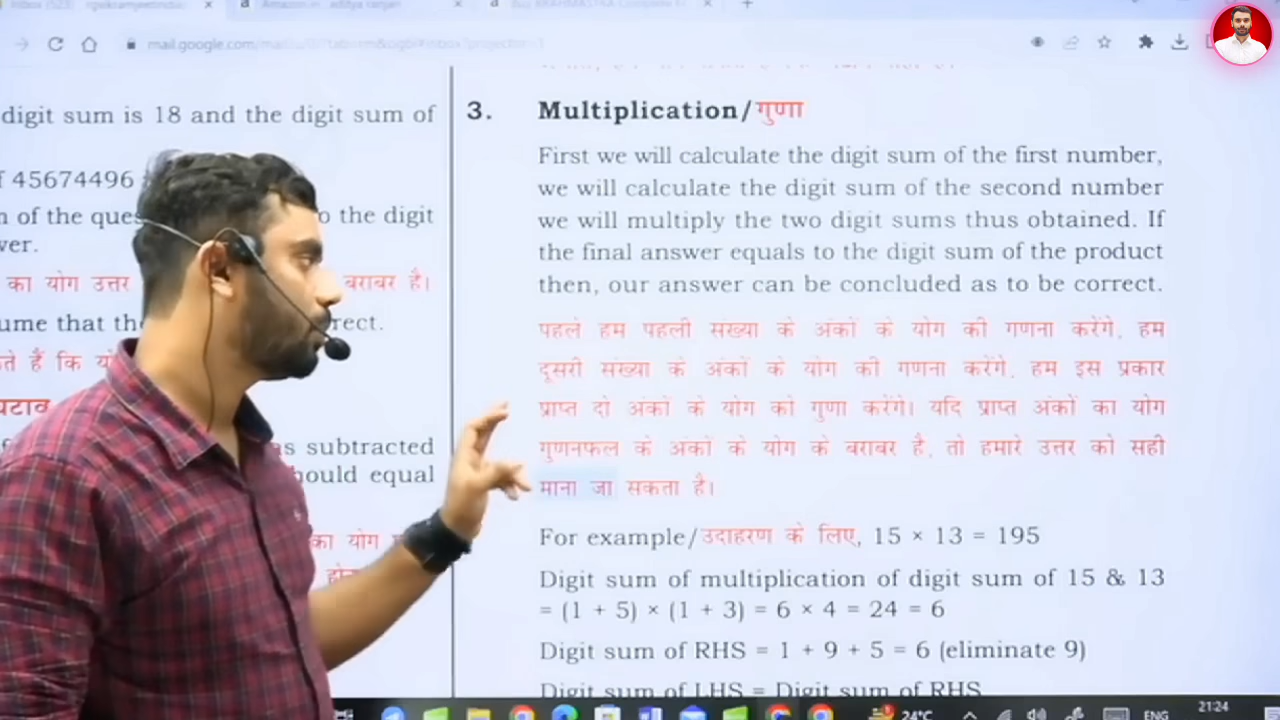 Amazon.in
mail.google.com
digit sum is 18 and the digit sum of
45674496
n of the ques o the digit
wer.
का योग उत्तर बराबर है।
ume that the rect.
कते हैं कि यो
घटाव
as subtracted
hould equal
का योग
3. Multiplication/गुणा
First we will calculate the digit sum of the first number,
we will calculate the digit sum of the second number
we will multiply the two digit sums thus obtained. If
the final answer equals to the digit sum of the product
then, our answer can be concluded as to be correct.
पहले हम पहली संख्या के अंकों के योग की गणना करेंगे, हम
दूसरी संख्या के अंकों के योग की गणना करेंगे, हम इस प्रकार
प्राप्त दो अंकों के योग को गुणा करेंगे। यदि प्राप्त अंकों का योग
गुणनफल के अंकों के योग के बराबर है, तो हमारे उत्तर को सही
माना जा सकता है।
For example/उदाहरण के लिए, 15 × 13 = 195
Digit sum of multiplication of digit sum of 15 & 13
= (1 + 5) × (1 + 3) = 6 × 4 = 24 = 6
Digit sum of RHS = 1 + 9 + 5 = 6 (eliminate 9)
Digit sum of LHS = Digit sum of RHS
24°C ENG 21:24